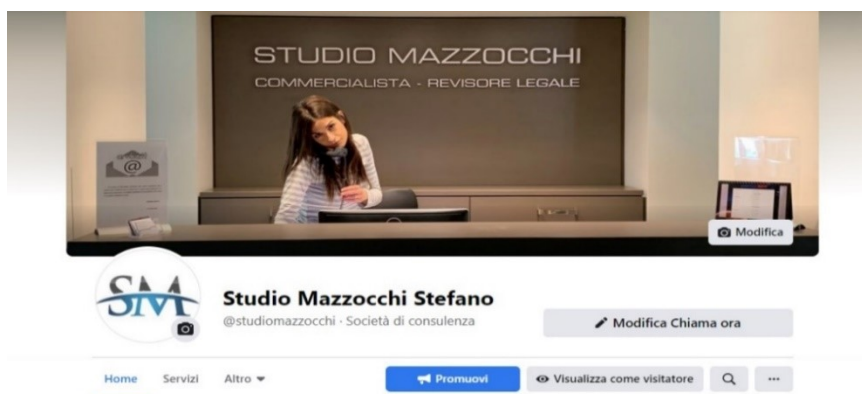 STUDIO MAZZOCCHI
COMMERCIALISTA - REVISORE LEGALE
@
Modifica
SM
Studio Mazzocchi Stefano
@studiomazzocchi · Società di consulenza
Modifica Chiama ora
Home Servizi Altro
Promuovi
Visualizza come visitatore